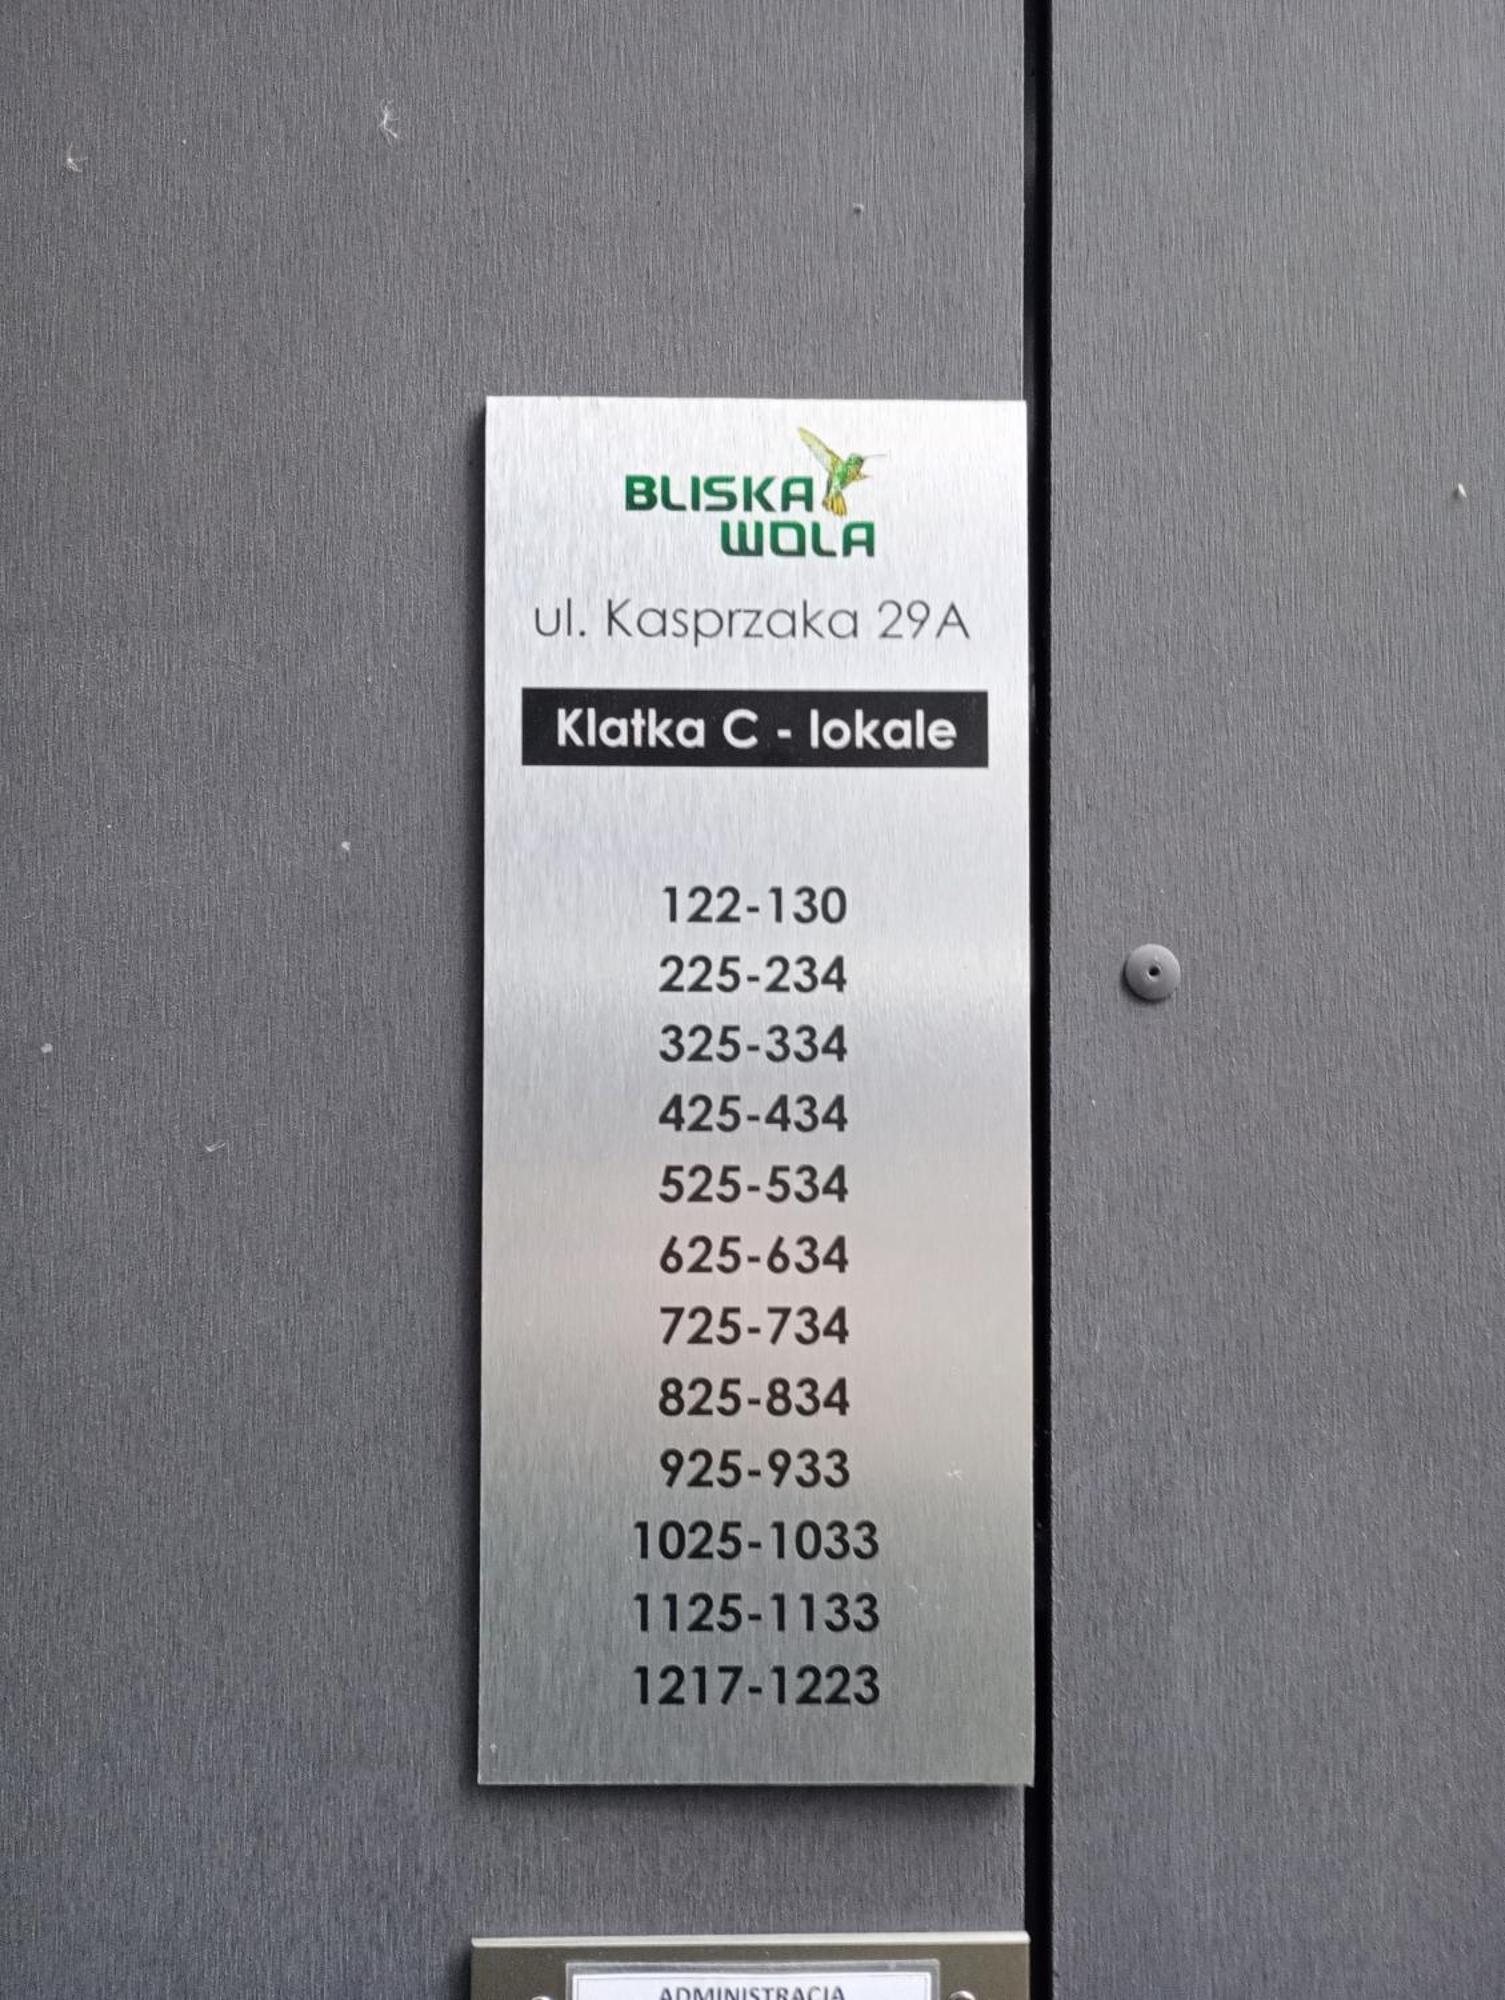 BLISKA
WOLA
ul. Kasprzaka 29A
Klatka C - lokale
122-130
225-234
325-334
425-434
525-534
625-634
725-734
825-834
925-933
1025-1033
1125-1133
1217-1223
ADMINISTRACJA